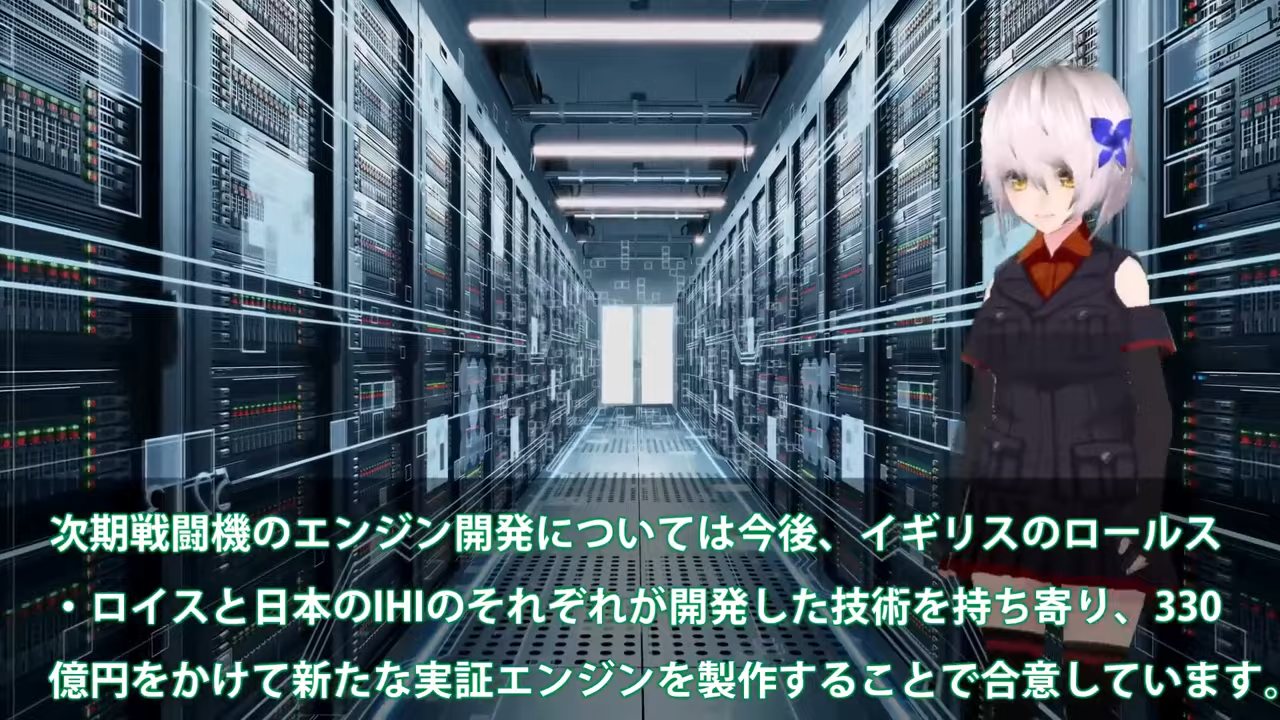 次期戦闘機のエンジン開発については今後、イギリスのロールス
・ロイスと日本のIHIのそれぞれが開発した技術を持ち寄り、330
億円をかけて新たな実証エンジンを製作することで合意しています。